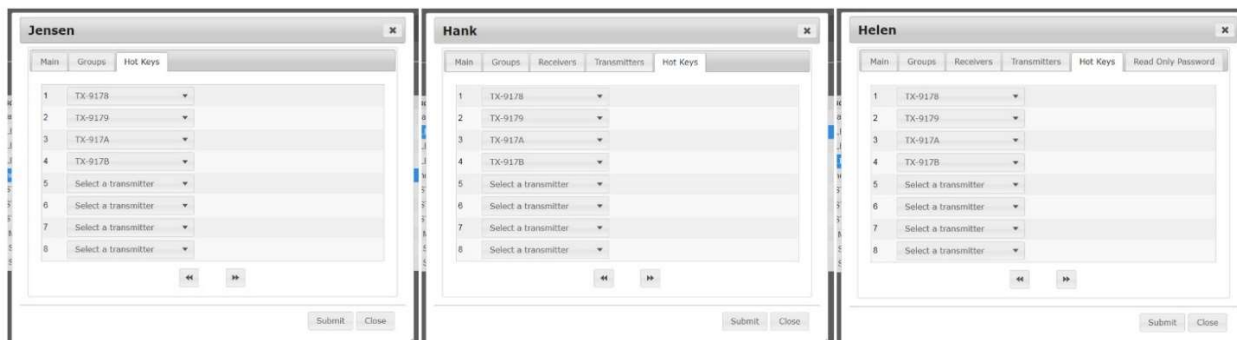 Jensen
Main Groups Hot Keys
1 TX-9178
2 TX-9179
3 TX-917A
4 TX-917B
5 Select a transmitter
6 Select a transmitter
7 Select a transmitter
8 Select a transmitter
Submit Close
Hank
Main Groups Receivers Transmitters Hot Keys
1 TX-9178
2 TX-9179
3 TX-917A
4 TX-917B
5 Select a transmitter
6 Select a transmitter
7 Select a transmitter
8 Select a transmitter
Submit Close
Helen
Main Groups Receivers Transmitters Hot Keys Read Only Password
1 TX-9178
2 TX-9179
3 TX-917A
4 TX-917B
5 Select a transmitter
6 Select a transmitter
7 Select a transmitter
8 Select a transmitter
Submit Close